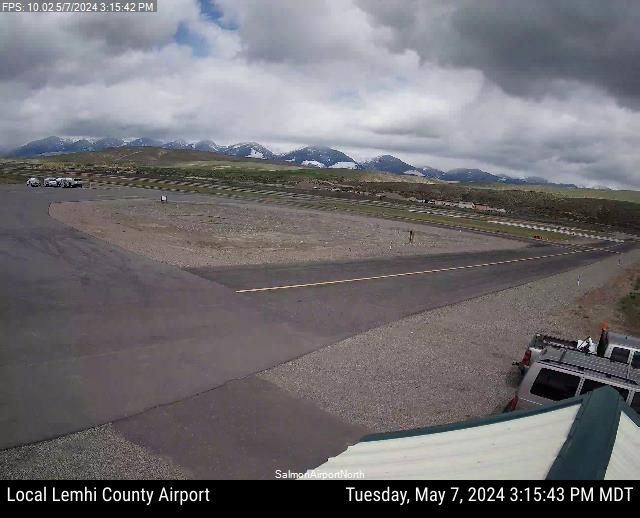 FPS: 10.02 5/7/2024 3:15:42 PM
SalmonAirportNorth
Local Lemhi County Airport
Tuesday, May 7, 2024 3:15:43 PM MDT